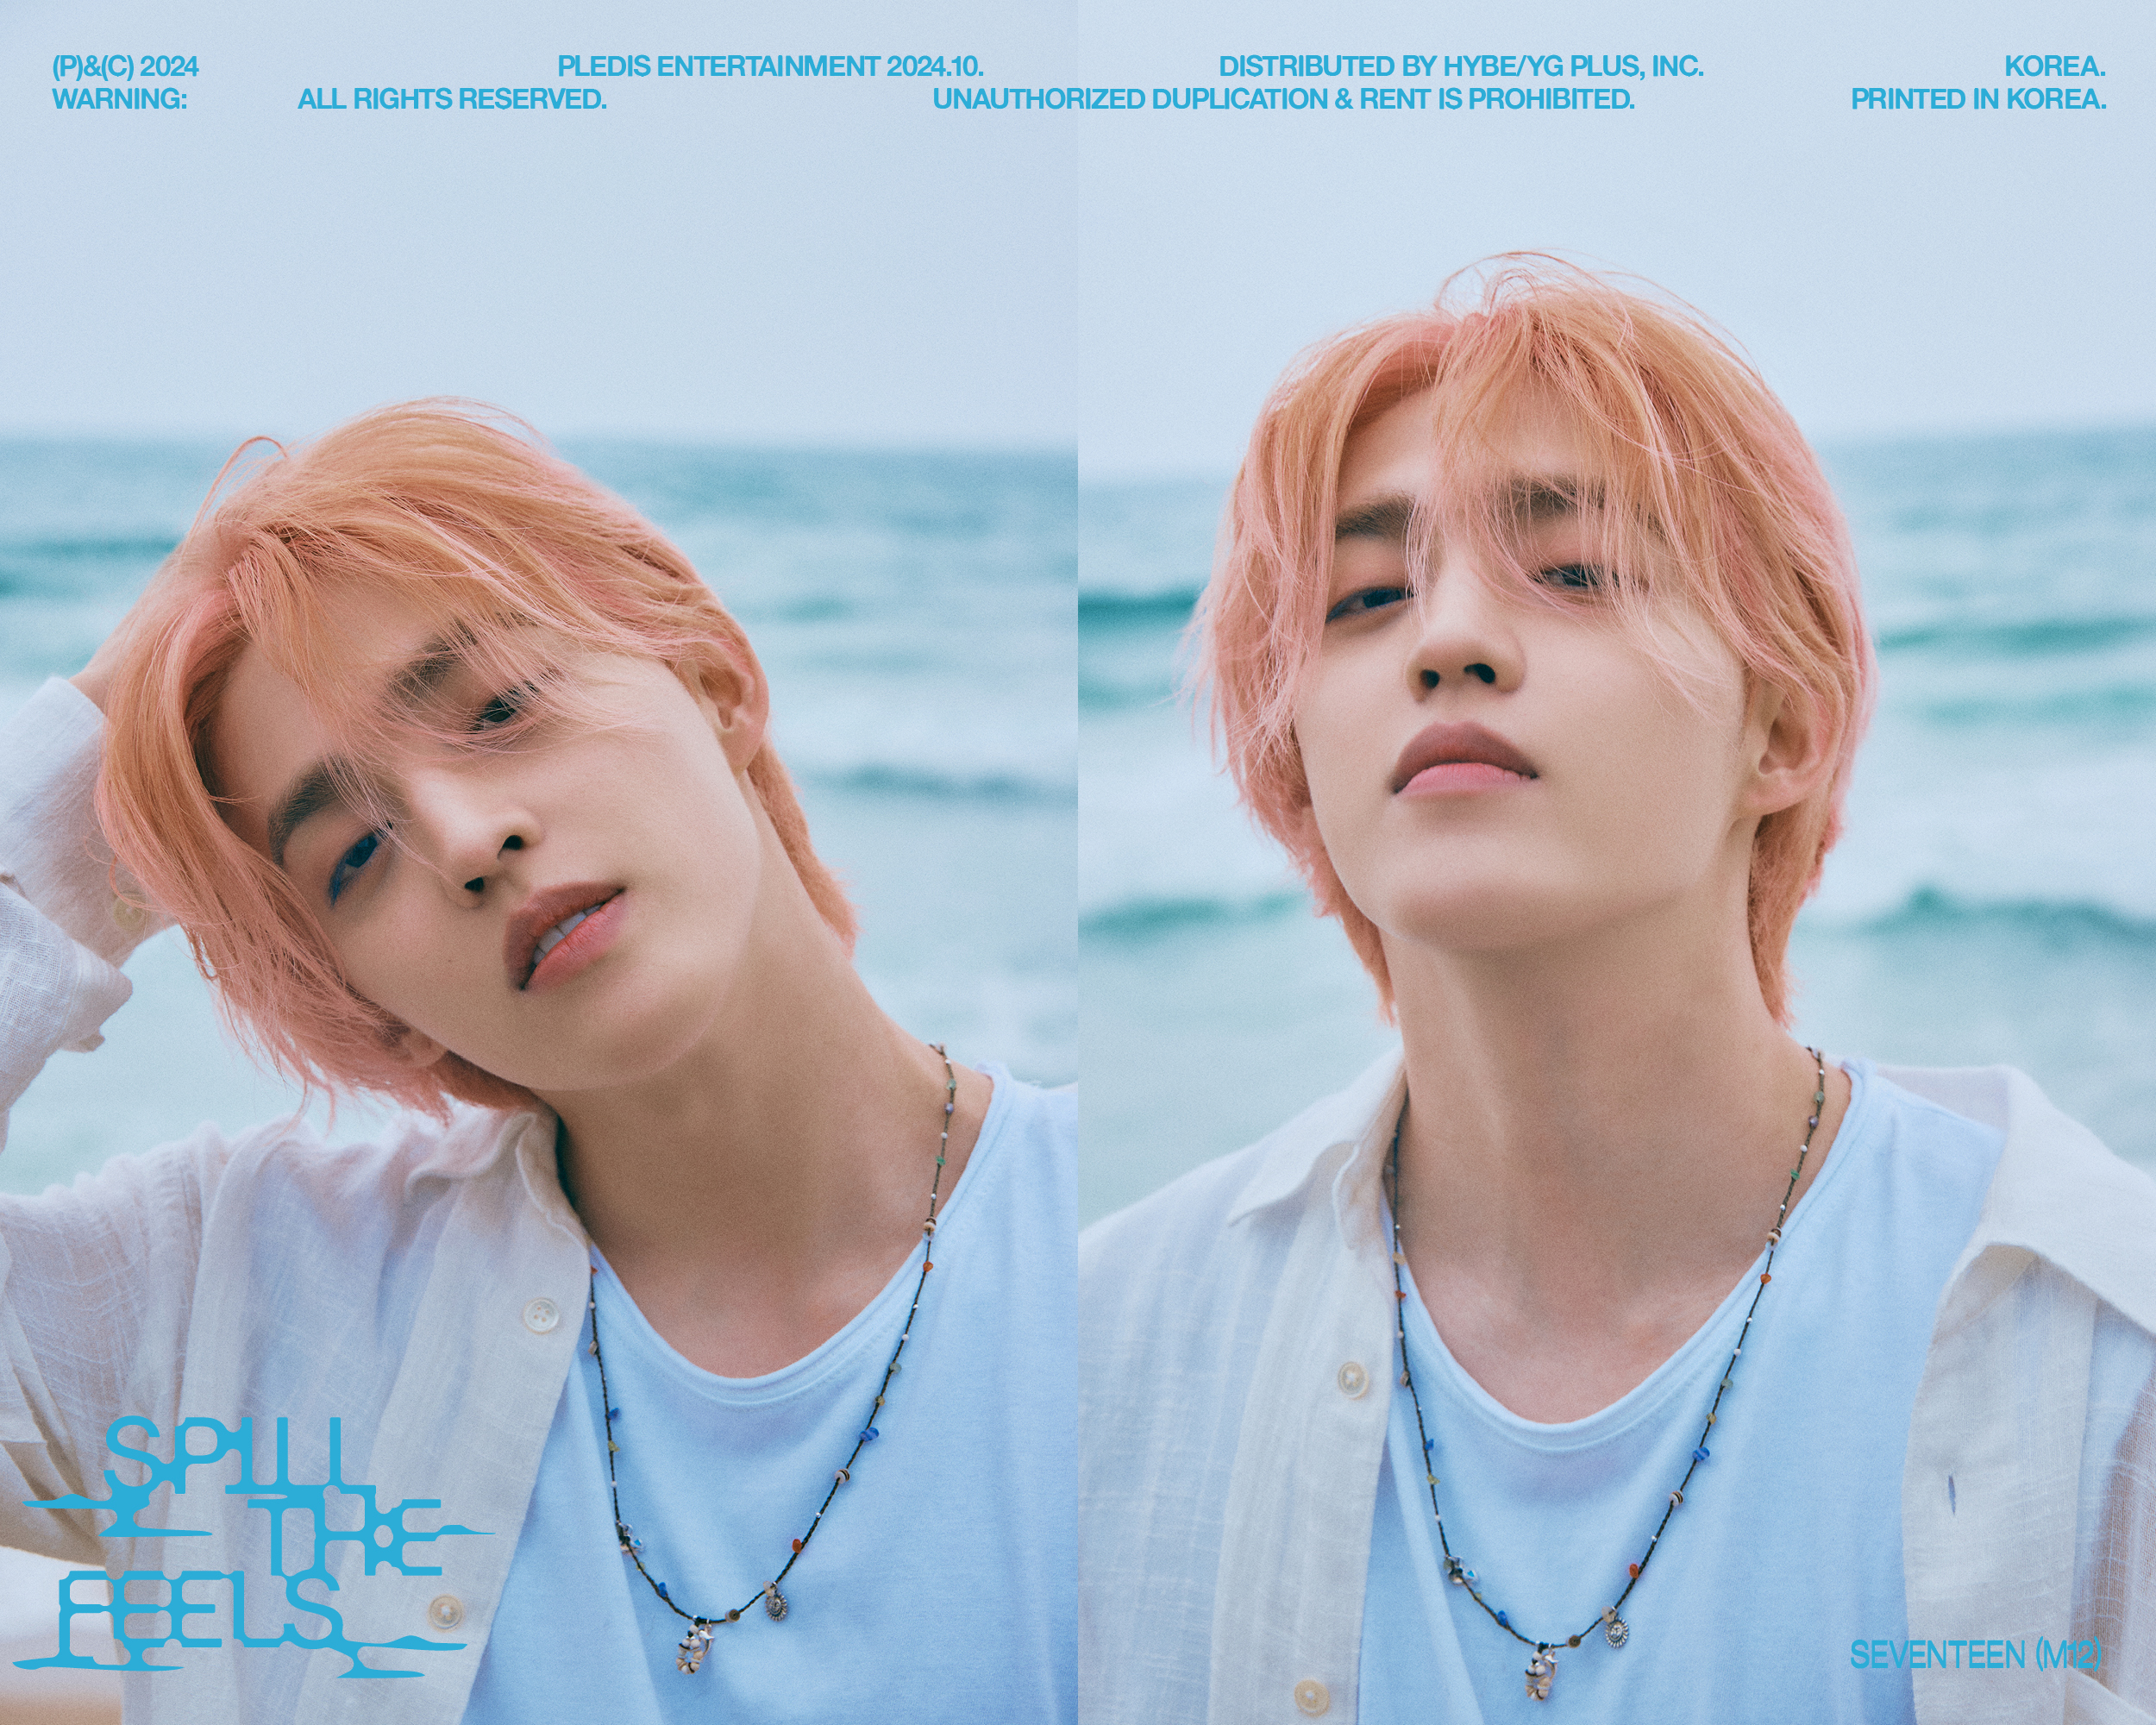 (P)&(C) 2024 PLEDIS ENTERTAINMENT 2024.10. DISTRIBUTED BY HYBE/YG PLUS, INC. KOREA.
WARNING: ALL RIGHTS RESERVED. UNAUTHORIZED DUPLICATION & RENT IS PROHIBITED. PRINTED IN KOREA.
SPILL
THE
FEELS
SEVENTEEN (M12)